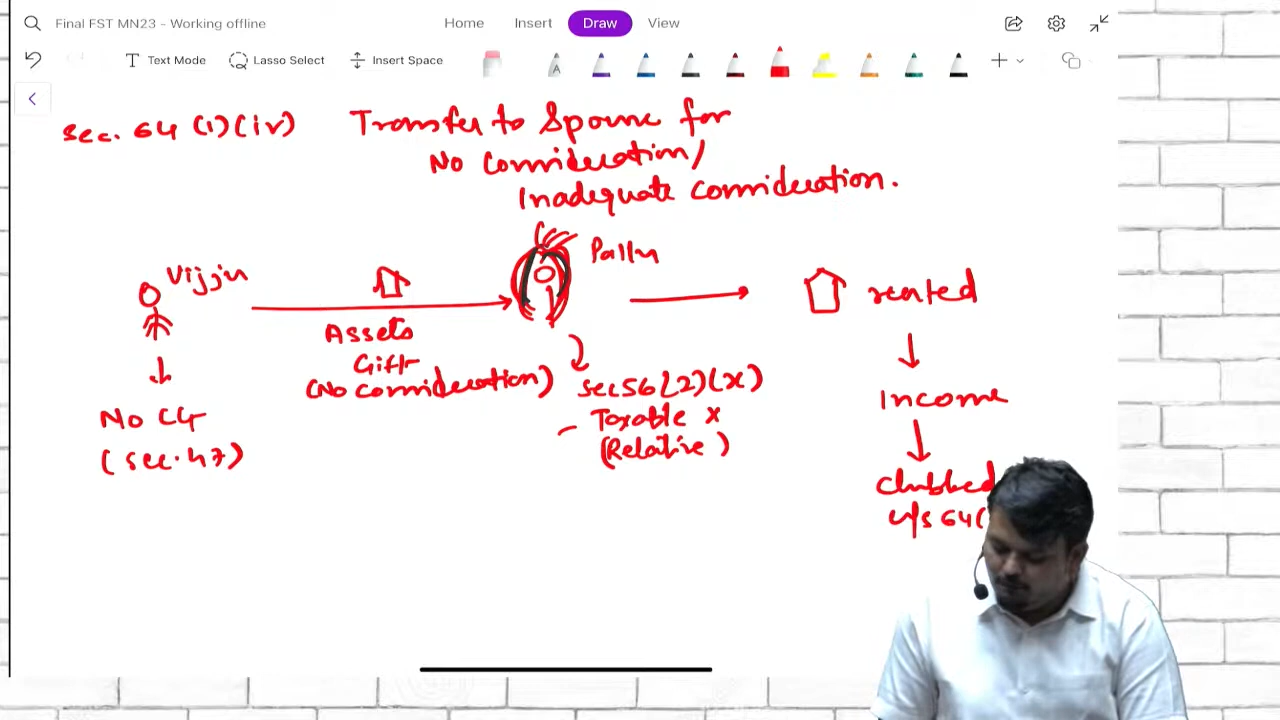 Final FST MN23 - Working offline
Home Insert Draw View
Text Mode Lasso Select Insert Space
Sec. 64 (1)(iv) Transfer to Spouse for
No Consideration/
Inadequate Consideration.
Vijju
Pallu
Assets
Gift
(No consideration)
rented
No CG
(Sec. 47)
Sec 56(2)(x)
Taxable x
(Relative)
Income
Clubbed
u/s 64(